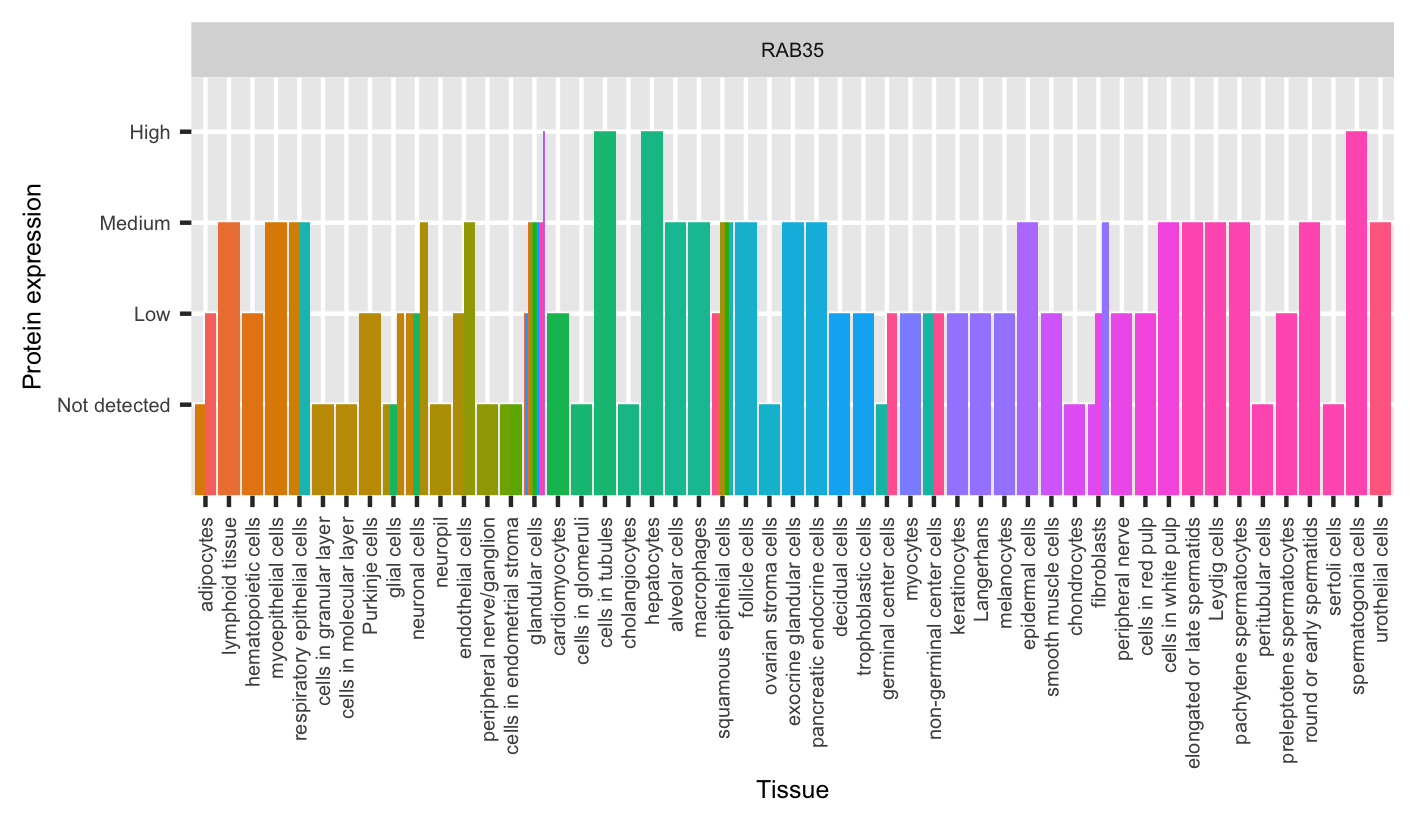 RAB35
High
Medium
Low
Not detected
Protein expression
adipocytes
lymphoid tissue
hematopoietic cells
myoepithelial cells
respiratory epithelial cells
cells in granular layer
cells in molecular layer
Purkinje cells
glial cells
neuronal cells
neuropil
endothelial cells
peripheral nerve/ganglion
cells in endometrial stroma
glandular cells
cardiomyocytes
cells in glomeruli
cells in tubules
cholangiocytes
hepatocytes
alveolar cells
macrophages
squamous epithelial cells
follicle cells
ovarian stroma cells
exocrine glandular cells
pancreatic endocrine cells
decidual cells
trophoblastic cells
germinal center cells
myocytes
non-germinal center cells
keratinocytes
Langerhans
melanocytes
epidermal cells
smooth muscle cells
chondrocytes
fibroblasts
peripheral nerve
cells in red pulp
cells in white pulp
elongated or late spermatids
Leydig cells
pachytene spermatocytes
peritubular cells
preleptotene spermatocytes
round or early spermatids
sertoli cells
spermatogonia cells
urothelial cells
Tissue